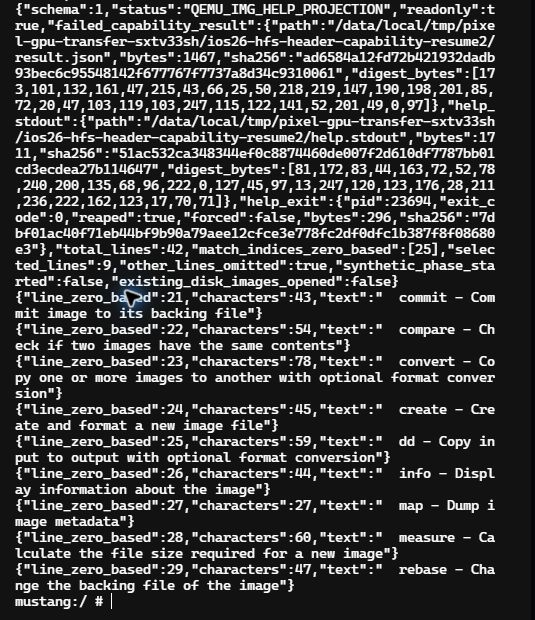 {"schema":1,"status":"QEMU_IMG_HELP_PROJECTION","readonly":t
rue,"failed_capability_result":{"path":"/data/local/tmp/pixe
l-gpu-transfer-sxtv33sh/ios26-hfs-header-capability-resume2/
result.json","bytes":1467,"sha256":"ad6584a12fd72b421932dadb
93bec6c95548142f677767f7737a8d34c9310061","digest_bytes":[17
3,101,132,161,47,215,43,66,25,50,218,219,147,190,198,201,85,
72,20,47,103,119,103,247,115,122,141,52,201,49,0,97]},"help_
stdout":{"path":"/data/local/tmp/pixel-gpu-transfer-sxtv33sh
/ios26-hfs-header-capability-resume2/help.stdout","bytes":17
11,"sha256":"51ac532ca348344ef0c8874460de007f2d610df7787bb01
cd3ecdea27b114647","digest_bytes":[81,172,83,44,163,72,52,78
,240,200,135,68,96,222,0,127,45,97,13,247,120,123,176,28,211
,236,222,162,123,17,70,71]},"help_exit":{"pid":23694,"exit_c
ode":0,"reaped":true,"forced":false,"bytes":296,"sha256":"7d
bf01ac40f71eb44bf9b90a79aee12cfce3e778fc2df0dfc1b387f8f08680
e3"},"total_lines":42,"match_indices_zero_based":[25],"selec
ted_lines":9,"other_lines_omitted":true,"synthetic_phase_sta
rted":false,"existing_disk_images_opened":false}
{"line_zero_based":21,"characters":43,"text":"  commit - Com
mit image to its backing file"}
{"line_zero_based":22,"characters":54,"text":"  compare - Ch
eck if two images have the same contents"}
{"line_zero_based":23,"characters":78,"text":"  convert - Co
py one or more images to another with optional format conver
sion"}
{"line_zero_based":24,"characters":45,"text":"  create - Cre
ate and format a new image file"}
{"line_zero_based":25,"characters":59,"text":"  dd - Copy in
put to output with optional format conversion"}
{"line_zero_based":26,"characters":44,"text":"  info - Displ
ay information about the image"}
{"line_zero_based":27,"characters":27,"text":"  map - Dump i
mage metadata"}
{"line_zero_based":28,"characters":60,"text":"  measure - Ca
lculate the file size required for a new image"}
{"line_zero_based":29,"characters":47,"text":"  rebase - Cha
nge the backing file of the image"}
mustang:/ #